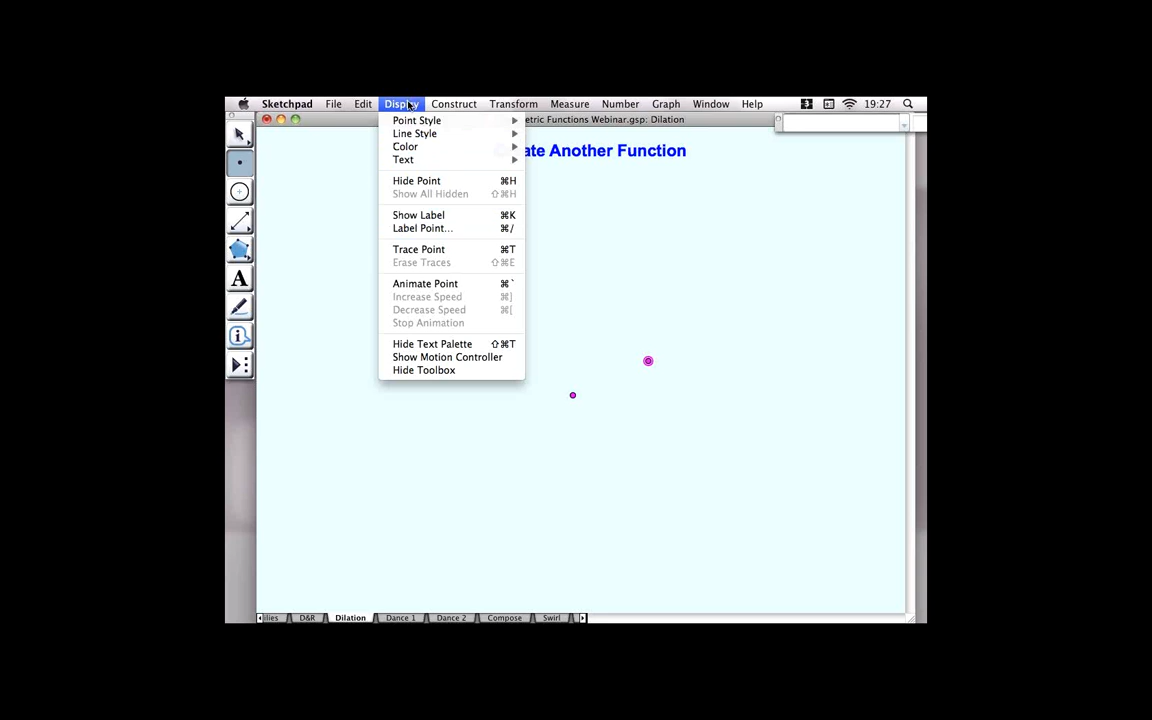 Sketchpad File Edit Display Construct Transform Measure Number Graph Window Help 3 19:27
etric Functions Webinar.gsp: Dilation
ate Another Function
Point Style
Line Style
Color
Text
Hide Point ⌘H
Show All Hidden ⇧⌘H
Show Label ⌘K
Label Point... ⌘/
Trace Point ⌘T
Erase Traces ⇧⌘E
Animate Point ⌘`
Increase Speed ⌘]
Decrease Speed ⌘[
Stop Animation
Hide Text Palette ⇧⌘T
Show Motion Controller
Hide Toolbox
A
ilies D&R Dilation Dance 1 Dance 2 Compose Swirl